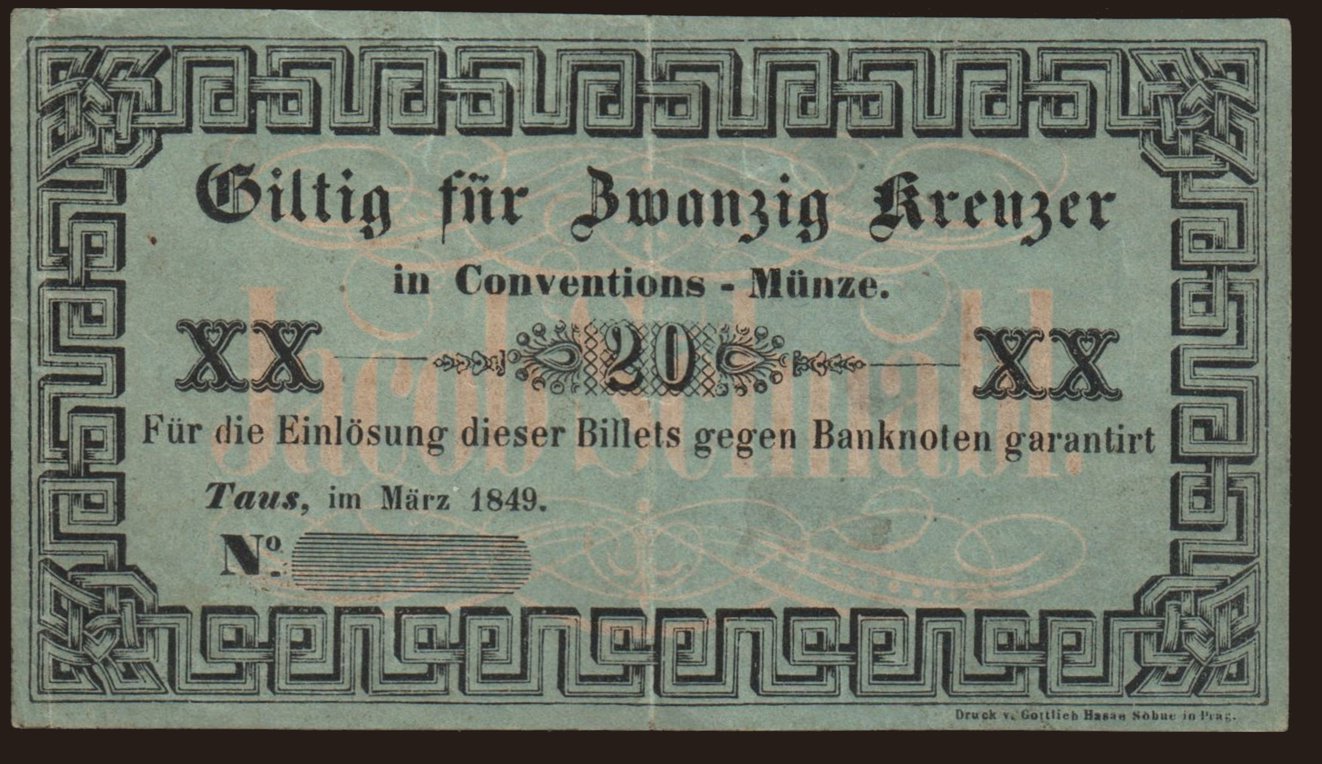 Giltig für Zwanzig Kreuzer
in Conventions - Münze.
XX 20 XX
Jacob Schnabl.
Für die Einlösung dieser Billets gegen Banknoten garantirt
Taus, im März 1849.
No.
Druck v. Gottlieb Haase Söhne in Prag.